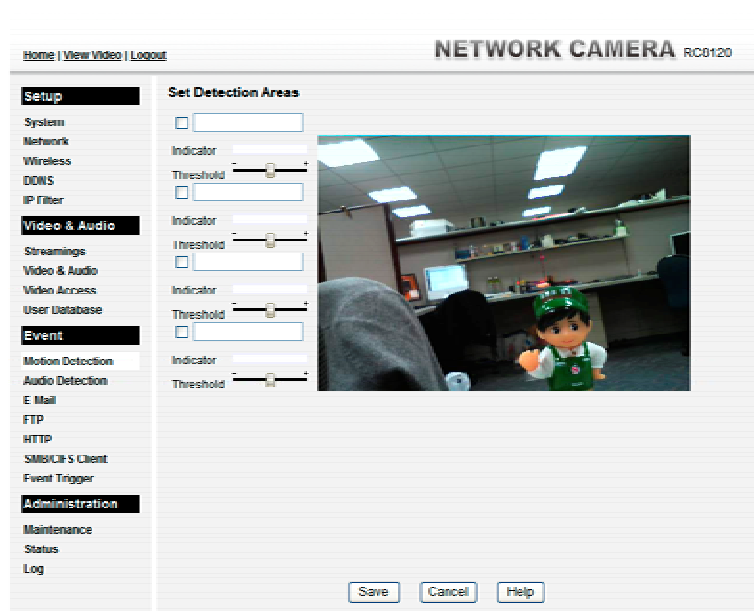 Home | View Video | Logout
NETWORK CAMERA RC8120
Setup
System
Network
Wireless
DDNS
IP Filter
Video & Audio
Streamings
Video & Audio
Video Access
User Database
Event
Motion Detection
Audio Detection
E Mail
FTP
HTTP
SMB/CIFS Client
Event Trigger
Administration
Maintenance
Status
Log
Set Detection Areas
Indicator
Threshold - +
Indicator
Threshold - +
Indicator
Threshold - +
Indicator
Threshold - +
Save Cancel Help